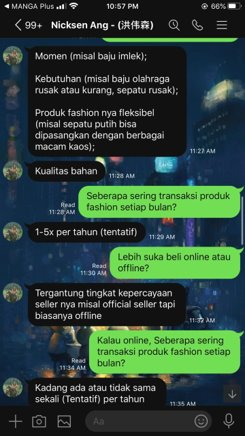 MANGA Plus
10:57 PM
66%
99+
Nicksen Ang - (洪伟森)
Momen (misal baju imlek);
Kebutuhan (misal baju olahraga
rusak atau kurang, sepatu rusak);
Produk fashion nya fleksibel
(misal sepatu putih bisa
dipasangkan dengan berbagai
macam kaos);
11:27 AM
Kualitas bahan
11:28 AM
Seberapa sering transaksi produk
fashion setiap bulan?
Read
11:28 AM
1-5x per tahun (tentatif)
11:29 AM
Lebih suka beli online atau
offline?
Read
11:30 AM
Tergantung tingkat kepercayaan
seller nya misal official seller tapi
biasanya offline
11:32 AM
Kalau online, Seberapa sering
transaksi produk fashion setiap
bulan?
Read
11:34 AM
Kadang ada atau tidak sama
sekali (Tentatif) per tahun
11:35 AM
Aa